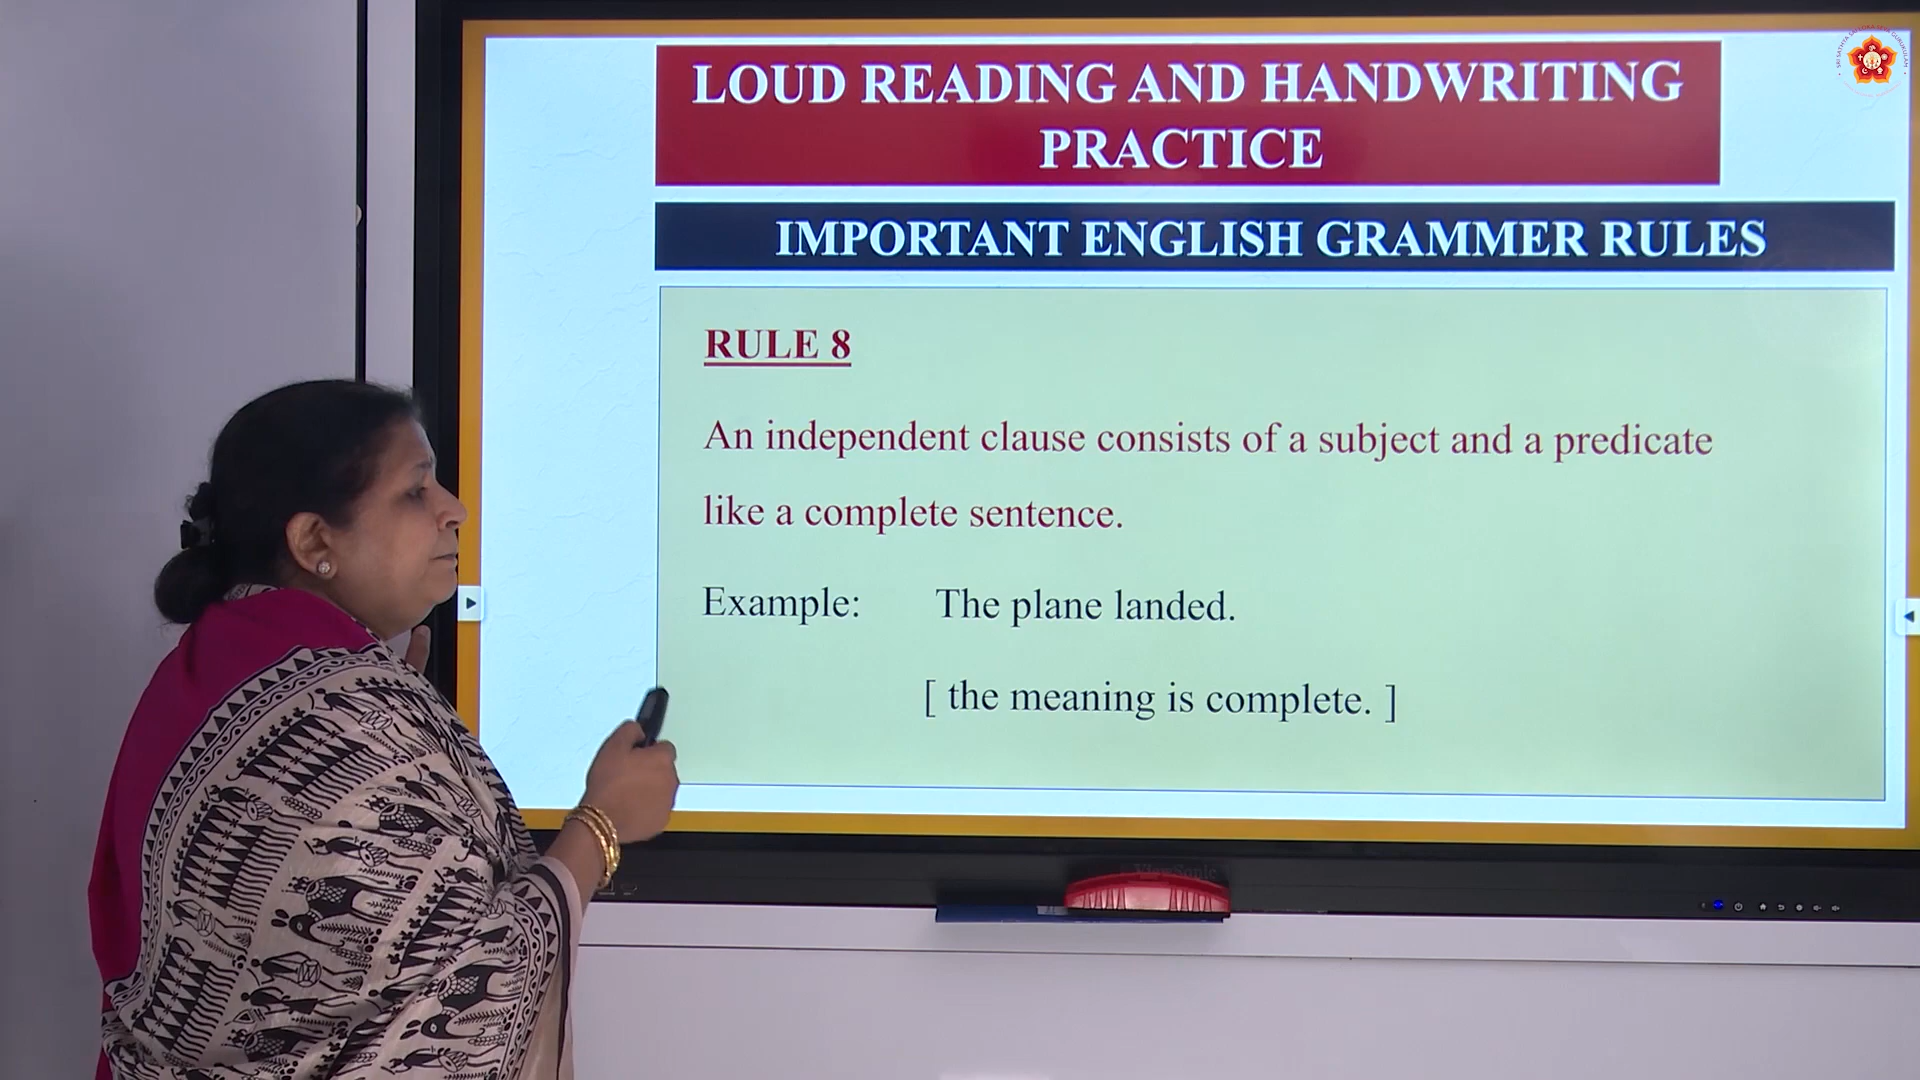 LOUD READING AND HANDWRITING
PRACTICE
IMPORTANT ENGLISH GRAMMER RULES
RULE 8
An independent clause consists of a subject and a predicate
like a complete sentence.
Example: The plane landed.
[ the meaning is complete. ]
ViewSonic